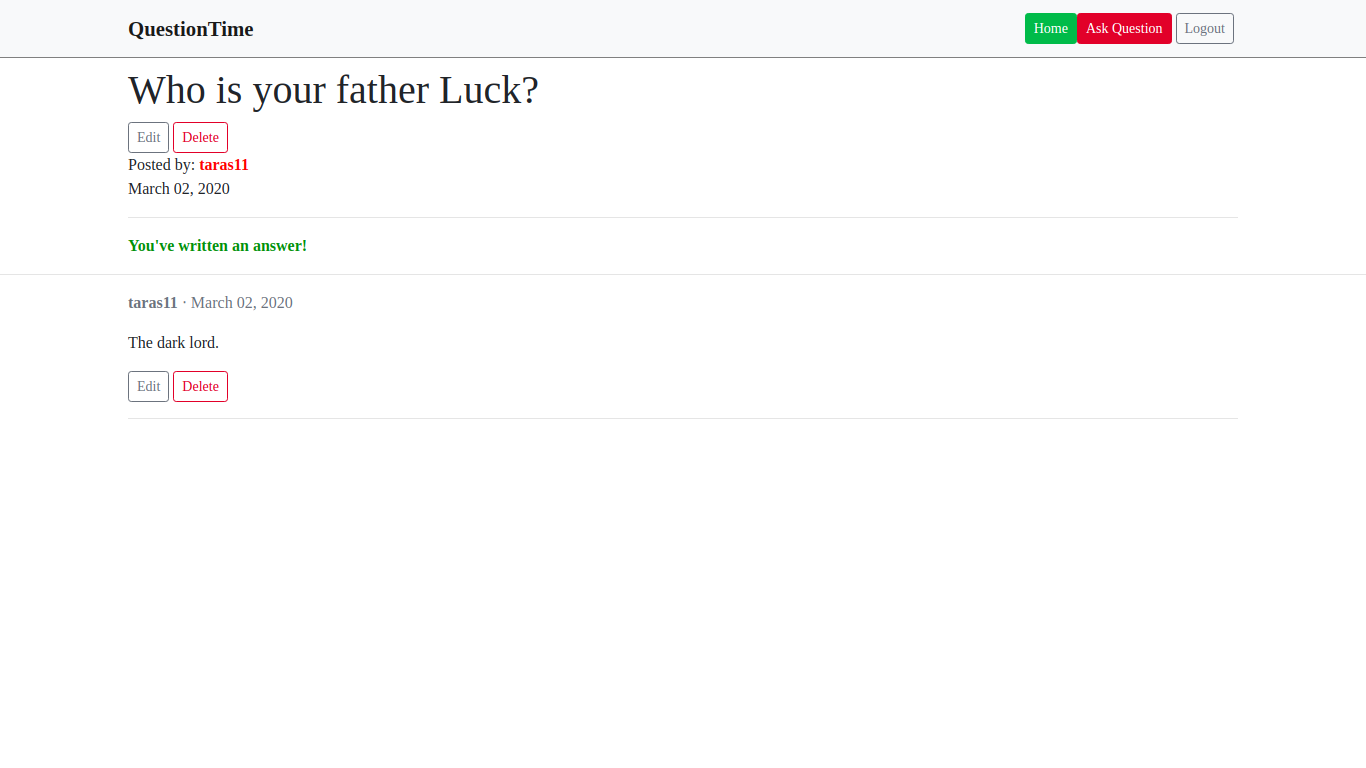 QuestionTime Home Ask Question Logout
Who is your father Luck?
Edit Delete
Posted by: taras11
March 02, 2020
You've written an answer!
taras11 · March 02, 2020
The dark lord.
Edit Delete